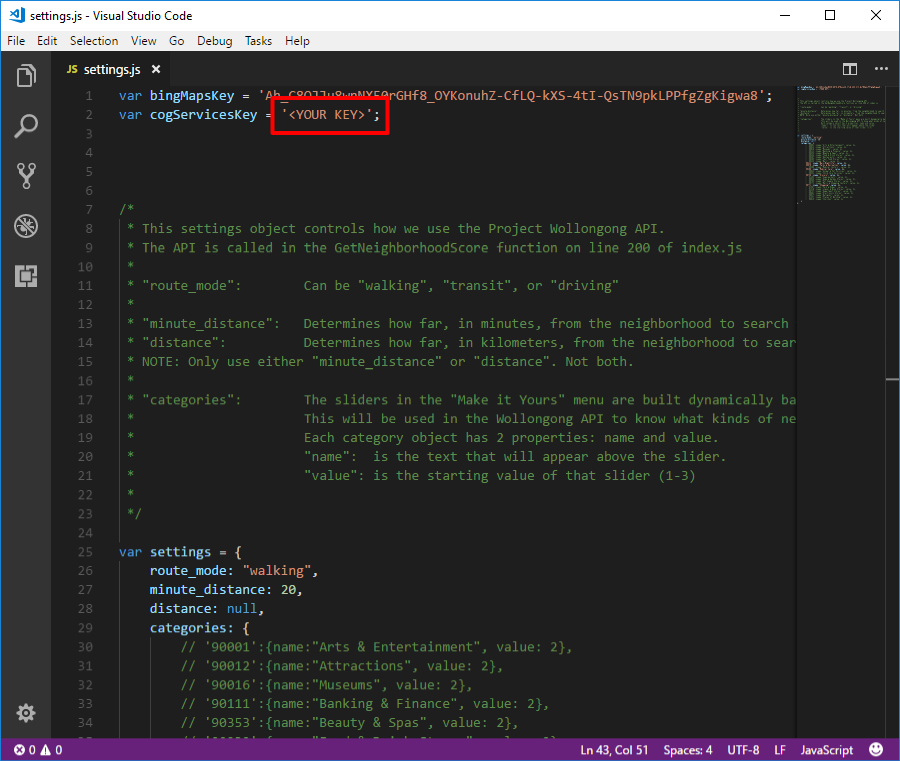 settings.js - Visual Studio Code
File Edit Selection View Go Debug Tasks Help
JS settings.js
1 var bingMapsKey = 
2 var cogServicesKey = '<YOUR KEY>';
3
4
5
6
7 /*
8 * This settings object controls how we use the Project Wollongong API.
9 * The API is called in the GetNeighborhoodScore function on line 200 of index.js
10 *
11 * "route_mode": Can be "walking", "transit", or "driving"
12 *
13 * "minute_distance": Determines how far, in minutes, from the neighborhood to search
14 * "distance": Determines how far, in kilometers, from the neighborhood to sear
15 * NOTE: Only use either "minute_distance" or "distance". Not both.
16 *
17 * "categories": The sliders in the "Make it Yours" menu are built dynamically ba
18 * This will be used in the Wollongong API to know what kinds of ne
19 * Each category object has 2 properties: name and value.
20 * "name": is the text that will appear above the slider.
21 * "value": is the starting value of that slider (1-3)
22 *
23 */
24
25 var settings = {
26 route_mode: "walking",
27 minute_distance: 20,
28 distance: null,
29 categories: {
30 // '90001':{name:"Arts & Entertainment", value: 2},
31 // '90012':{name:"Attractions", value: 2},
32 // '90016':{name:"Museums", value: 2},
33 // '90111':{name:"Banking & Finance", value: 2},
34 // '90353':{name:"Beauty & Spas", value: 2},
0 0 Ln 43, Col 51 Spaces: 4 UTF-8 LF JavaScript